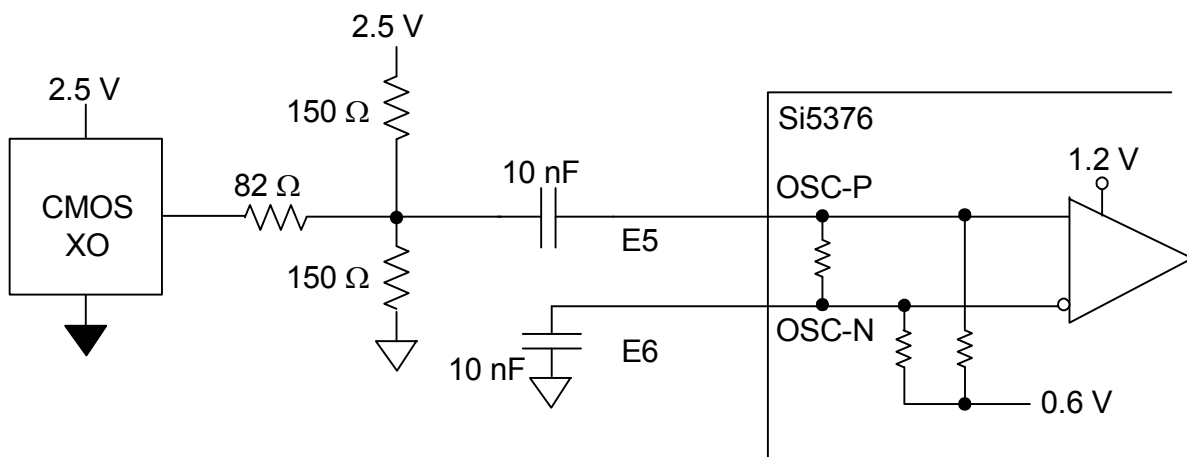 2.5 V
2.5 V
150 Ω
Si5376
1.2 V
10 nF
OSC-P
82 Ω
CMOS
XO
E5
150 Ω
OSC-N
E6
10 nF
0.6 V